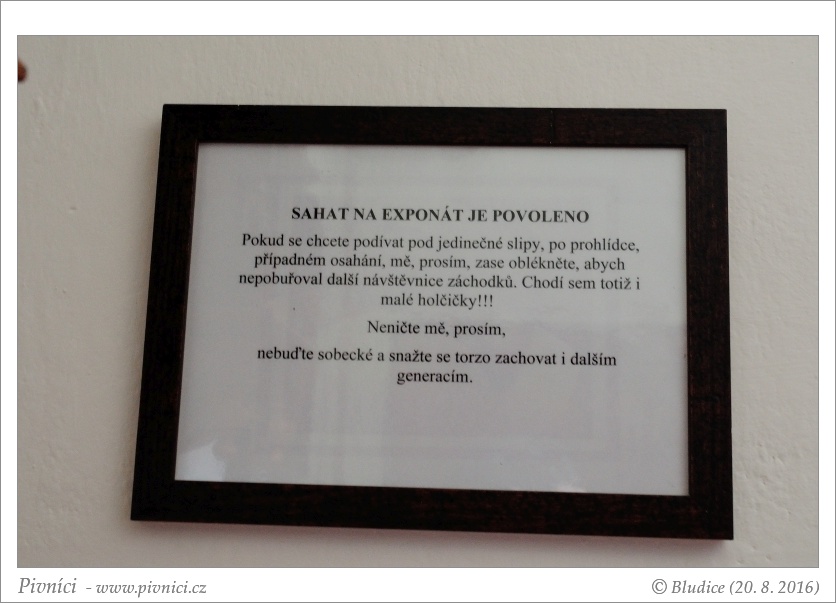 SAHAT NA EXPONÁT JE POVOLENO
Pokud se chcete podívat pod jedinečné slipy, po prohlídce,
případném osahání, mě, prosím, zase oblékněte, abych
nepobuřoval další návštěvnice záchodků. Chodí sem totiž i
malé holčičky!!!
Neničte mě, prosím,
nebuďte sobecké a snažte se torzo zachovat i dalším
generacím.
Pivníci - www.pivnici.cz
© Bludice (20. 8. 2016)